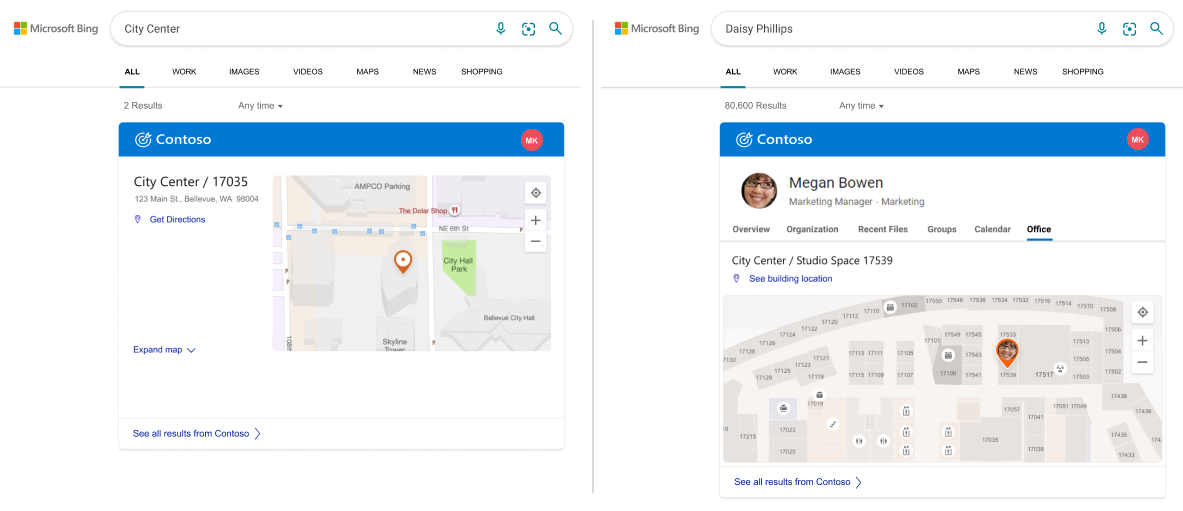 Microsoft Bing
City Center
ALL WORK IMAGES VIDEOS MAPS NEWS SHOPPING
2 Results Any time
Contoso MK
City Center / 17035
123 Main St., Bellevue, WA 98004
Get Directions
AMPCO Parking
The Dolar Shop
NE 6th St
City Hall
Park
Bellevue City Hall
Skyline
Tower
Expand map
See all results from Contoso
Microsoft Bing
Daisy Phillips
ALL WORK IMAGES VIDEOS MAPS NEWS SHOPPING
80,600 Results Any time
Contoso MK
Megan Bowen
Marketing Manager · Marketing
Overview Organization Recent Files Groups Calendar Office
City Center / Studio Space 17539
See building location
17550 17546 17536 17534 17532 17516 17514 17510 17508
17102
17110
17112
17120
17122
17124
17126
17128
17130
17506
17101 17549 17545 17533 17513
17504
17113 17111 17105 17543 17505
17121
17123
17125
17129 17119 17115 17109 17107 17100 17541 17539 17517 17503 17502
17438
17019 17057 17051 17049 17436
17041
17215 17023 17035 17435
17025 17039 17433
See all results from Contoso